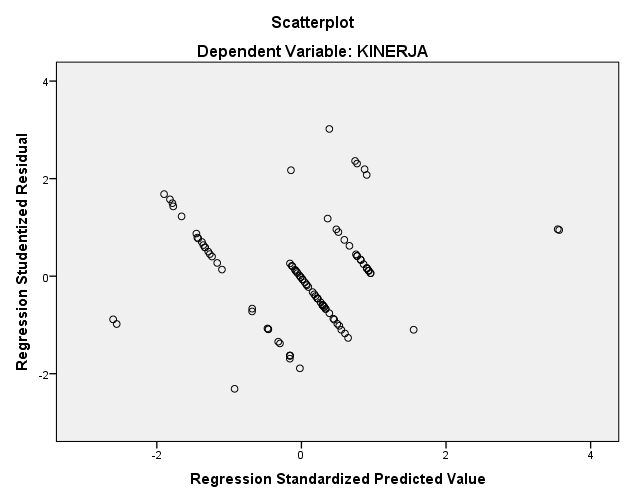 Scatterplot
Dependent Variable: KINERJA
Regression Studentized Residual
4
2
0
-2
-2
0
2
4
Regression Standardized Predicted Value